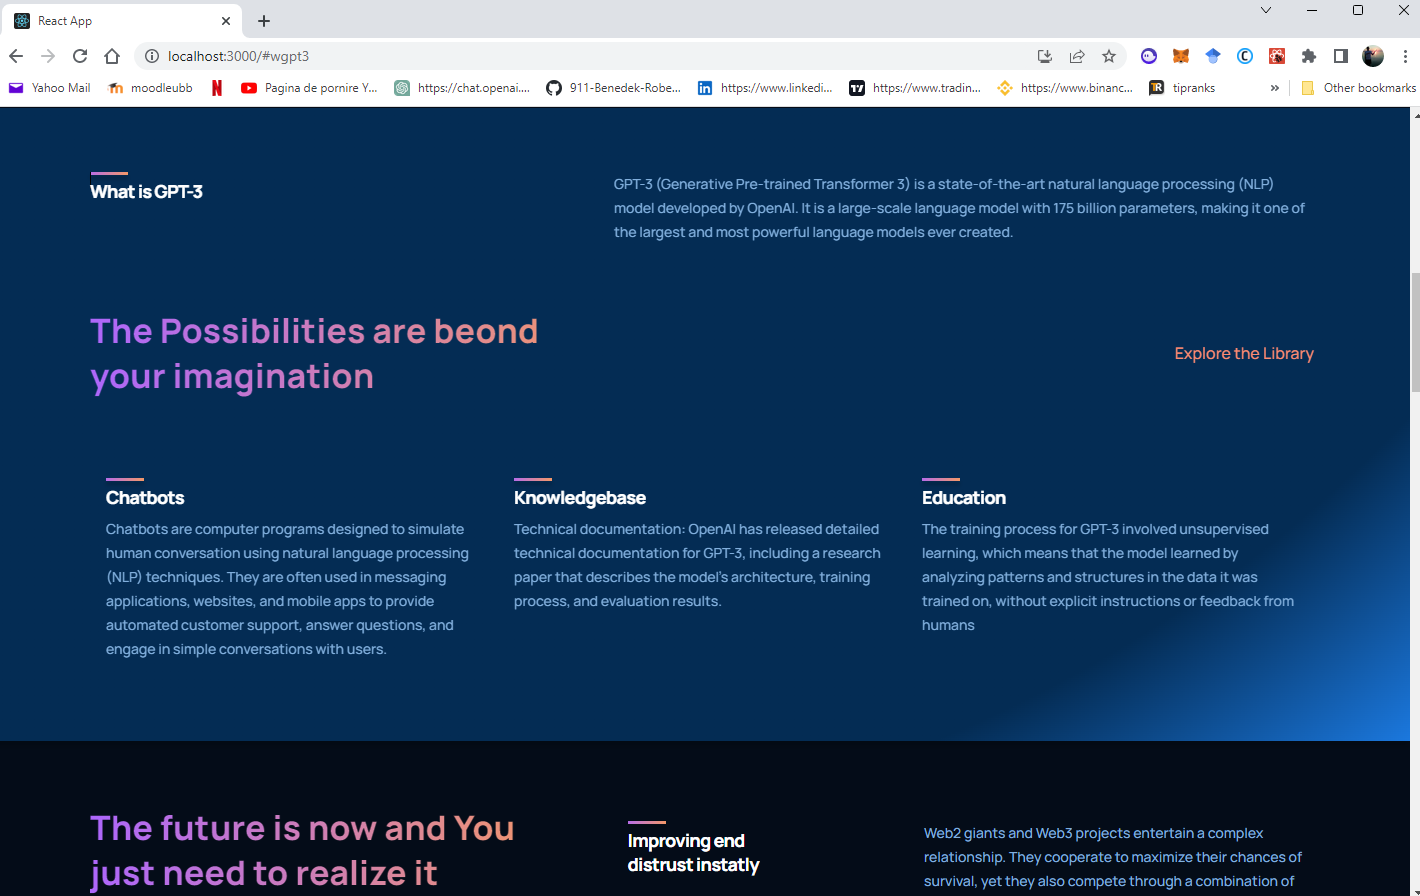 React App
localhost:3000/#wgpt3
Yahoo Mail
moodleubb
Pagina de pornire Y...
https://chat.openai....
911-Benedek-Robe...
https://www.linkedi...
https://www.tradin...
https://www.binanc...
tipranks
»
Other bookmarks
What is GPT-3
GPT-3 (Generative Pre-trained Transformer 3) is a state-of-the-art natural language processing (NLP)
model developed by OpenAI. It is a large-scale language model with 175 billion parameters, making it one of
the largest and most powerful language models ever created.
The Possibilities are beond
your imagination
Explore the Library
Chatbots
Chatbots are computer programs designed to simulate
human conversation using natural language processing
(NLP) techniques. They are often used in messaging
applications, websites, and mobile apps to provide
automated customer support, answer questions, and
engage in simple conversations with users.
Knowledgebase
Technical documentation: OpenAI has released detailed
technical documentation for GPT-3, including a research
paper that describes the model's architecture, training
process, and evaluation results.
Education
The training process for GPT-3 involved unsupervised
learning, which means that the model learned by
analyzing patterns and structures in the data it was
trained on, without explicit instructions or feedback from
humans
The future is now and You
just need to realize it
Improving end
distrust instatly
Web2 giants and Web3 projects entertain a complex
relationship. They cooperate to maximize their chances of
survival, yet they also compete through a combination of